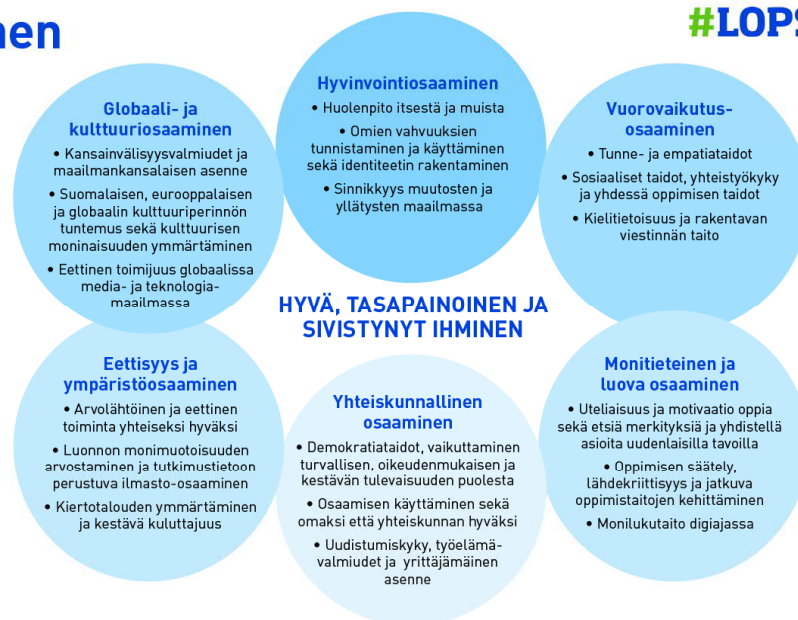 nen
#LOPS
Globaali- ja
kulttuuriosaaminen
• Kansainvälisyysvalmiudet ja
maailmankansalaisen asenne
• Suomalaisen, eurooppalaisen
ja globaalin kulttuuriperinnön
tuntemus sekä kulttuurisen
moninaisuuden ymmärtäminen
• Eettinen toimijuus globaalissa
media- ja teknologia-
maailmassa
Hyvinvointiosaaminen
• Huolenpito itsestä ja muista
• Omien vahvuuksien
tunnistaminen ja käyttäminen
sekä identiteetin rakentaminen
• Sinnikkyys muutosten ja
yllätysten maailmassa
Vuorovaikutus-
osaaminen
• Tunne- ja empatiataidot
• Sosiaaliset taidot, yhteistyökyky
ja yhdessä oppimisen taidot
• Kielitietoisuus ja rakentavan
viestinnän taito
HYVÄ, TASAPAINOINEN JA
SIVISTYNYT IHMINEN
Eettisyys ja
ympäristöosaaminen
• Arvolähtöinen ja eettinen
toiminta yhteiseksi hyväksi
• Luonnon monimuotoisuuden
arvostaminen ja tutkimustietoon
perustuva ilmasto-osaaminen
• Kiertotalouden ymmärtäminen
ja kestävä kuluttajuus
Yhteiskunnallinen
osaaminen
• Demokratiataidot, vaikuttaminen
turvallisen, oikeudenmukaisen ja
kestävän tulevaisuuden puolesta
• Osaamisen käyttäminen sekä
omaksi että yhteiskunnan hyväksi
• Uudistumiskyky, työelämä-
valmiudet ja yrittäjämäinen
asenne
Monitieteinen ja
luova osaaminen
• Uteliaisuus ja motivaatio oppia
sekä etsiä merkityksiä ja yhdistellä
asioita uudenlaisilla tavoilla
• Oppimisen säätely,
lähdekriittisyys ja jatkuva
oppimistaitojen kehittäminen
• Monilukutaito digiajassa